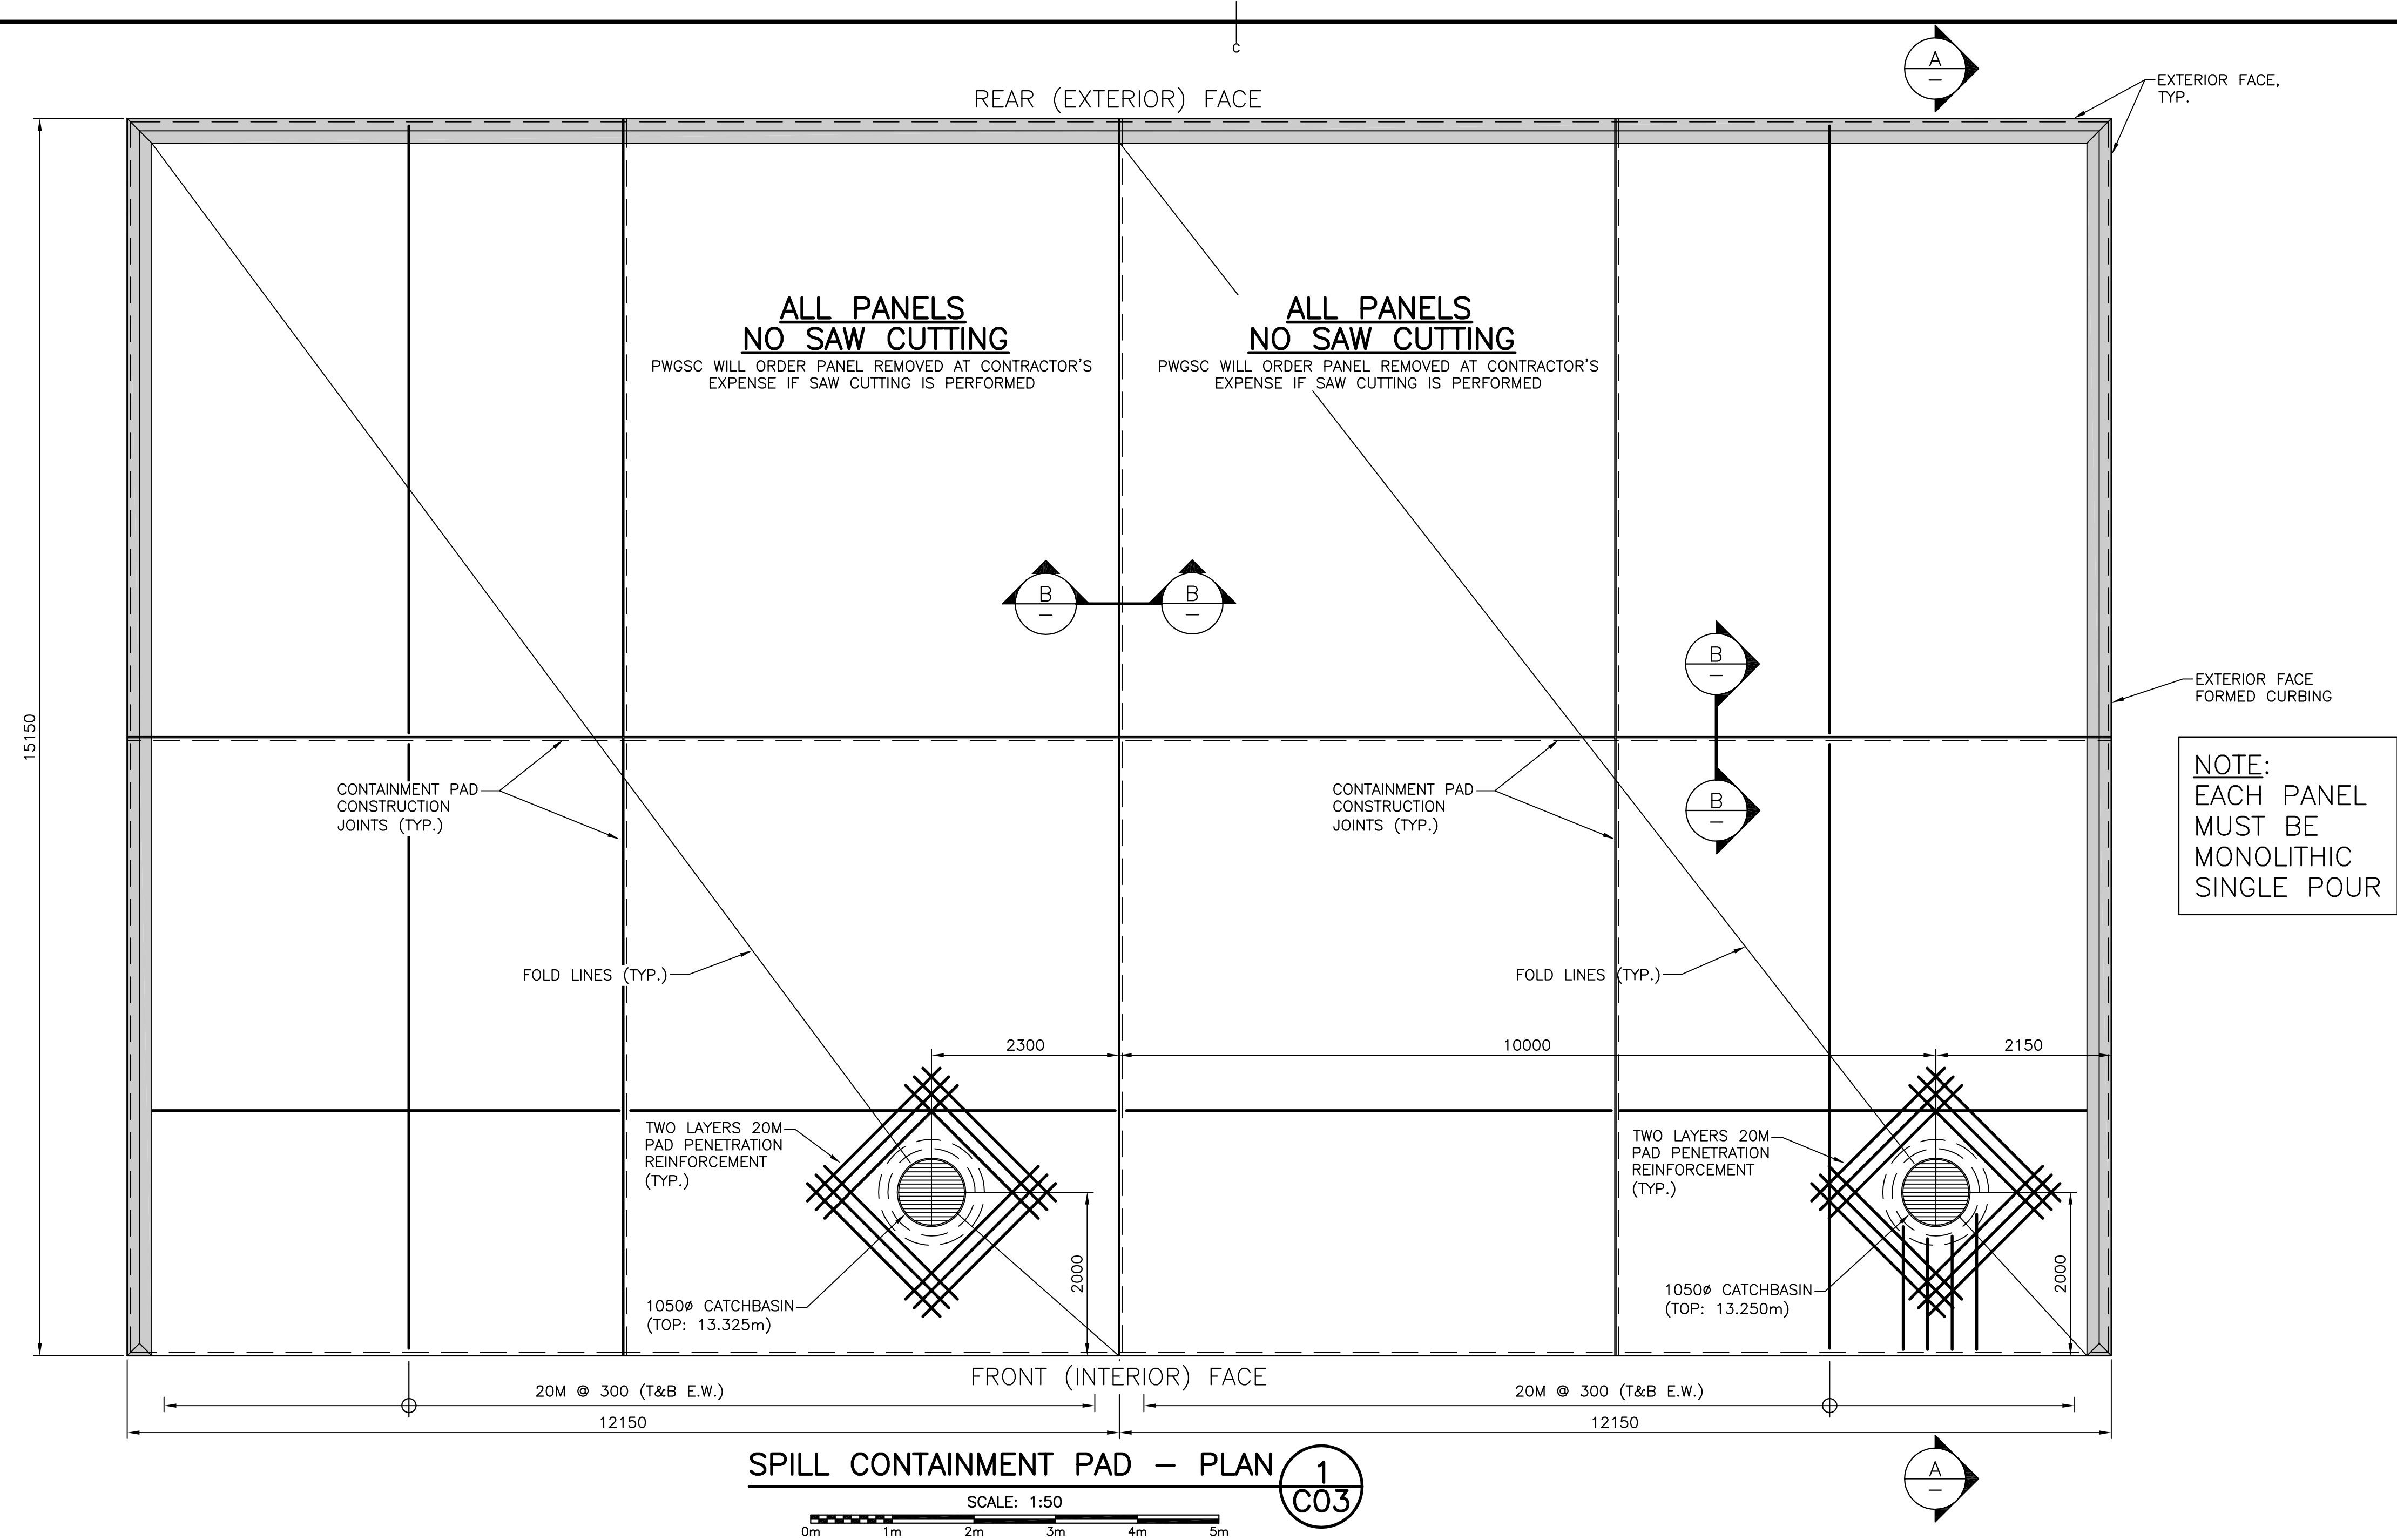 C
A
—
REAR (EXTERIOR) FACE
EXTERIOR FACE,
TYP.
ALL PANELS
NO SAW CUTTING
PWGSC WILL ORDER PANEL REMOVED AT CONTRACTOR'S
EXPENSE IF SAW CUTTING IS PERFORMED
ALL PANELS
NO SAW CUTTING
PWGSC WILL ORDER PANEL REMOVED AT CONTRACTOR'S
EXPENSE IF SAW CUTTING IS PERFORMED
B
—
B
—
B
—
B
—
EXTERIOR FACE
FORMED CURBING
15150
NOTE:
EACH PANEL
MUST BE
MONOLITHIC
SINGLE POUR
CONTAINMENT PAD
CONSTRUCTION
JOINTS (TYP.)
CONTAINMENT PAD
CONSTRUCTION
JOINTS (TYP.)
FOLD LINES (TYP.)
FOLD LINES (TYP.)
2300
10000
2150
TWO LAYERS 20M
PAD PENETRATION
REINFORCEMENT
(TYP.)
TWO LAYERS 20M
PAD PENETRATION
REINFORCEMENT
(TYP.)
2000
2000
1050ø CATCHBASIN
(TOP: 13.325m)
1050ø CATCHBASIN
(TOP: 13.250m)
FRONT (INTERIOR) FACE
20M @ 300 (T&B E.W.)
20M @ 300 (T&B E.W.)
12150
12150
SPILL CONTAINMENT PAD – PLAN
1
C03
SCALE: 1:50
0m 1m 2m 3m 4m 5m
A
—